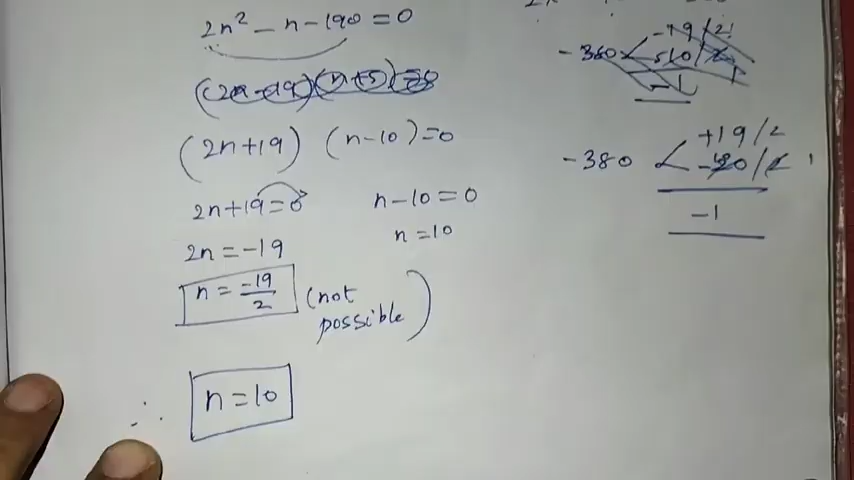 2n² - n - 190 = 0
(2n+19) (n-10) = 0
2n+19 = 0
2n = -19
n = -19/2 (not possible)
n-10 = 0
n = 10
∴ n = 10
-380 < +19/2
-20/2
-1